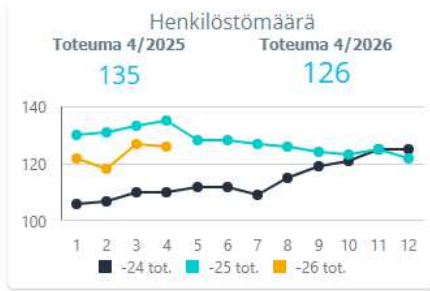 Henkilöstömäärä
Toteuma 4/2025 Toteuma 4/2026
135 126
140
120
100
1 2 3 4 5 6 7 8 9 10 11 12
-24 tot. -25 tot. -26 tot.